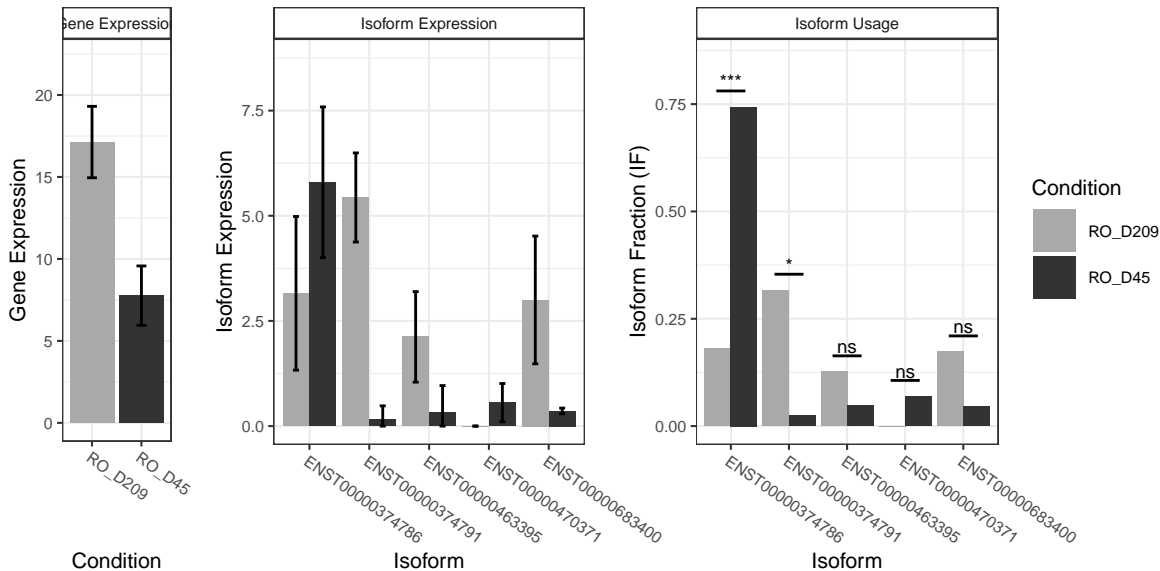 Gene Expression
Isoform Expression
Isoform Usage
Gene Expression
20
15
10
5
0
RO_D209
RO_D45
Condition
Isoform Expression
7.5
5.0
2.5
0.0
ENST00000374786
ENST00000374791
ENST00000463395
ENST00000470371
ENST00000683400
Isoform
Isoform Fraction (IF)
0.75
0.50
0.25
0.00
***
*
ns
ns
ns
ENST00000374786
ENST00000374791
ENST00000463395
ENST00000470371
ENST00000683400
Isoform
Condition
RO_D209
RO_D45